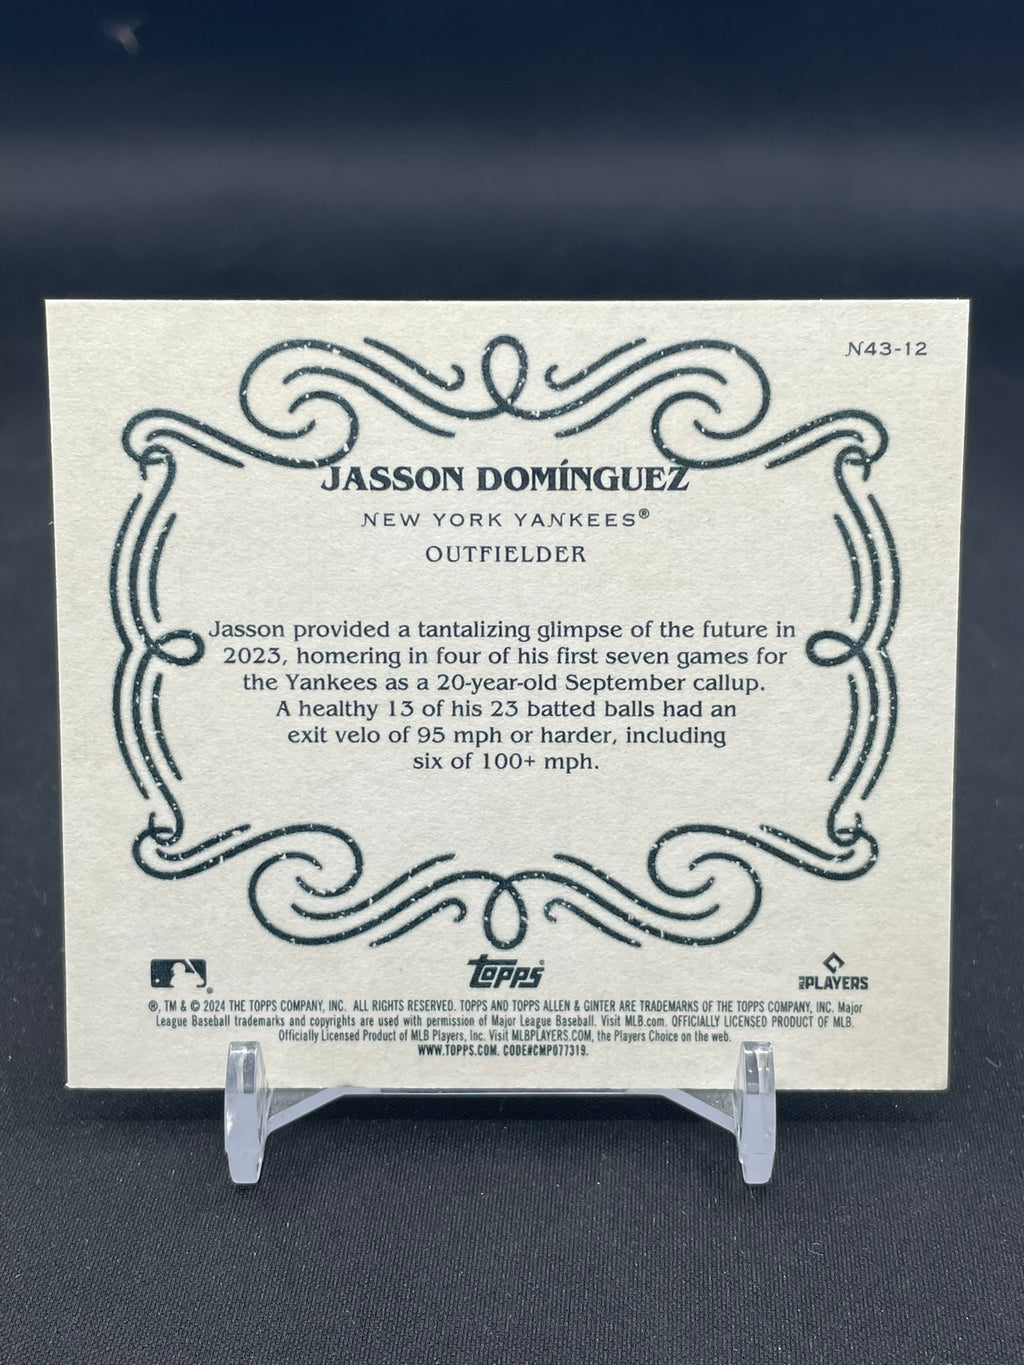 N43-12
JASSON DOMÍNGUEZ
NEW YORK YANKEES®
OUTFIELDER
Jasson provided a tantalizing glimpse of the future in
2023, homering in four of his first seven games for
the Yankees as a 20-year-old September callup.
A healthy 13 of his 23 batted balls had an
exit velo of 95 mph or harder, including
six of 100+ mph.
topps®
MLBPLAYERS
®, TM & © 2024 THE TOPPS COMPANY, INC. ALL RIGHTS RESERVED. TOPPS AND TOPPS ALLEN & GINTER ARE TRADEMARKS OF THE TOPPS COMPANY, INC. Major
League Baseball trademarks and copyrights are used with permission of Major League Baseball. Visit MLB.com. OFFICIALLY LICENSED PRODUCT OF MLB.
Officially Licensed Product of MLB Players, Inc. Visit MLBPLAYERS.COM, the Players Choice on the web.
WWW.TOPPS.COM. CODE#CMP077319.